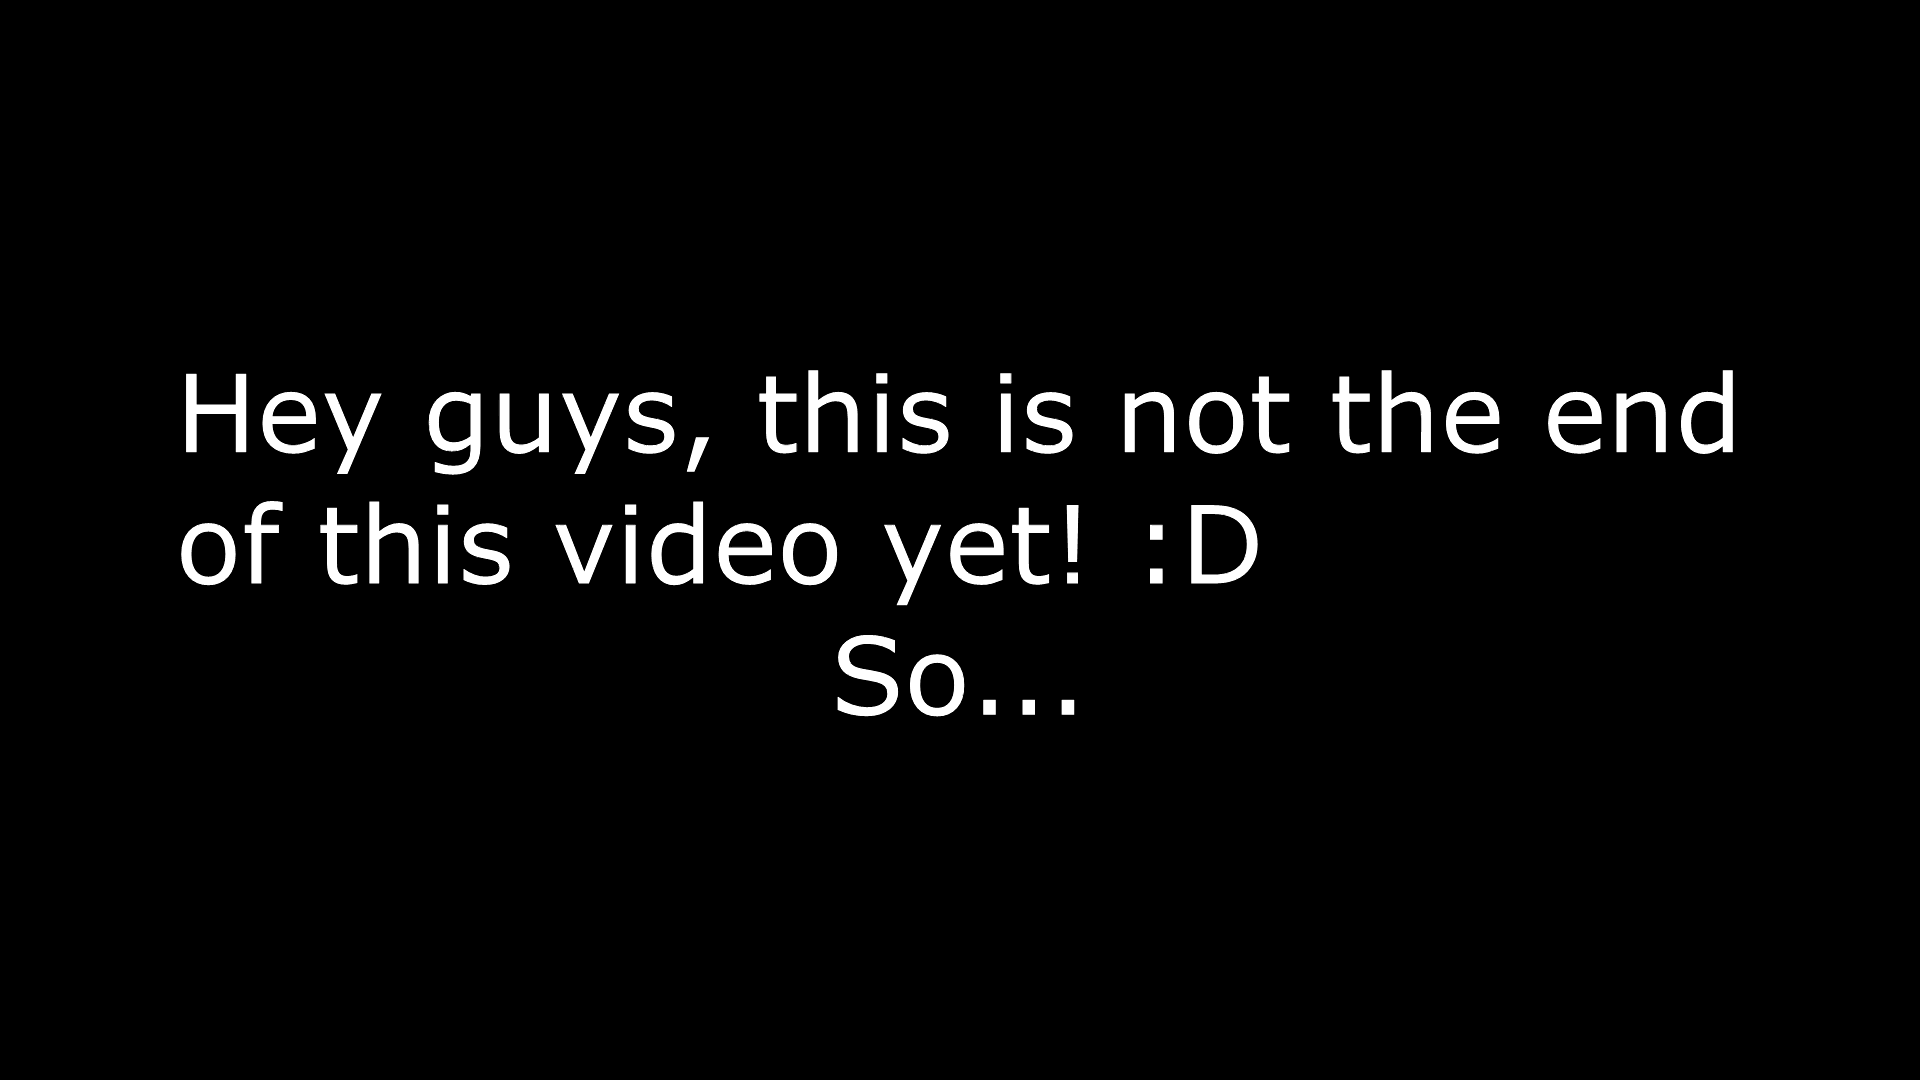 Hey guys, this is not the end
of this video yet! :D
So...